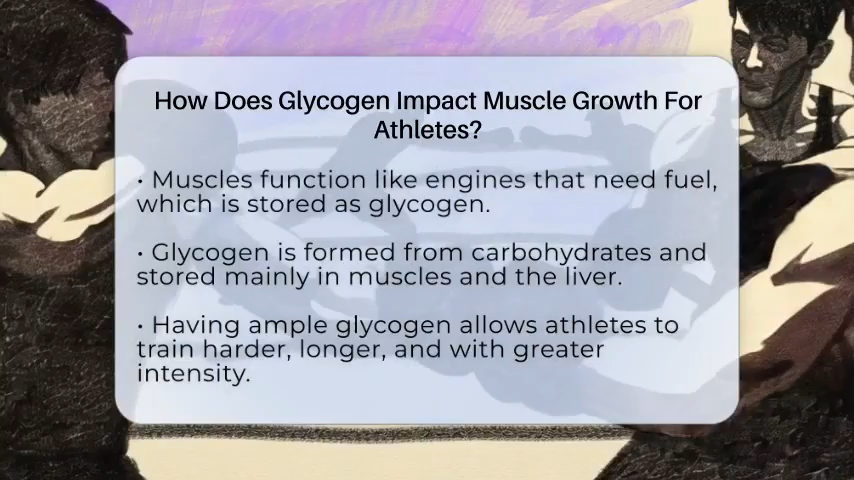 How Does Glycogen Impact Muscle Growth For
Athletes?
• Muscles function like engines that need fuel,
which is stored as glycogen.
• Glycogen is formed from carbohydrates and
stored mainly in muscles and the liver.
• Having ample glycogen allows athletes to
train harder, longer, and with greater
intensity.